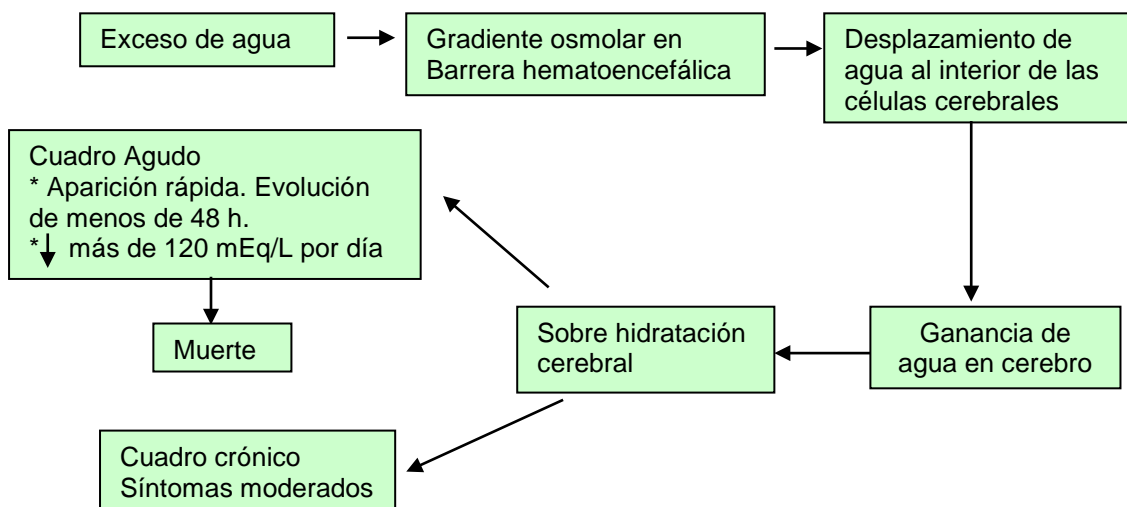 Exceso de agua
Gradiente osmolar en
Barrera hematoencefálica
Desplazamiento de
agua al interior de las
células cerebrales
Cuadro Agudo
* Aparición rápida. Evolución
de menos de 48 h.
*↓ más de 120 mEq/L por día
Muerte
Sobre hidratación
cerebral
Ganancia de
agua en cerebro
Cuadro crónico
Síntomas moderados